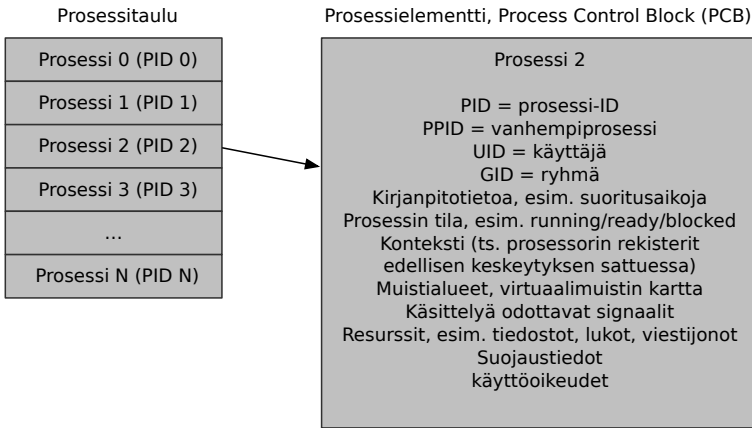 Prosessitaulu
Prosessi 0 (PID 0)
Prosessi 1 (PID 1)
Prosessi 2 (PID 2)
Prosessi 3 (PID 3)
...
Prosessi N (PID N)
Prosessielementti, Process Control Block (PCB)
Prosessi 2
PID = prosessi-ID
PPID = vanhempiprosessi
UID = käyttäjä
GID = ryhmä
Kirjanpitotietoa, esim. suoritusaikoja
Prosessin tila, esim. running/ready/blocked
Konteksti (ts. prosessorin rekisterit
edellisen keskeytyksen sattuessa)
Muistialueet, virtuaalimuistin kartta
Käsittelyä odottavat signaalit
Resurssit, esim. tiedostot, lukot, viestijonot
Suojaustiedot
käyttöoikeudet